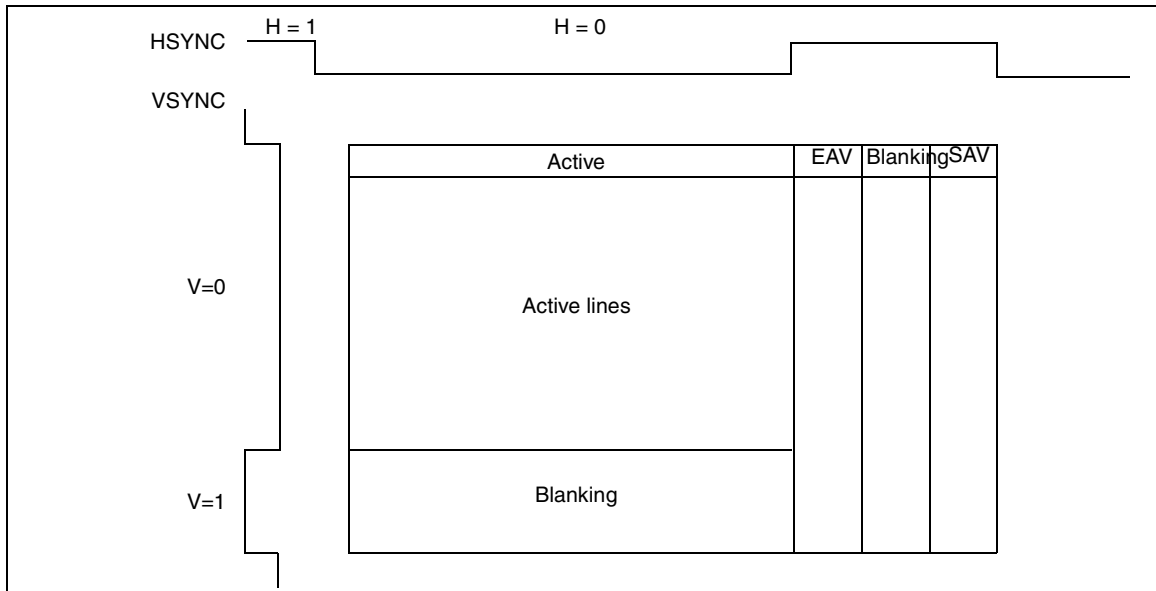 H = 1
H = 0
HSYNC
VSYNC
Active
EAV
Blanking
SAV
V=0
Active lines
V=1
Blanking